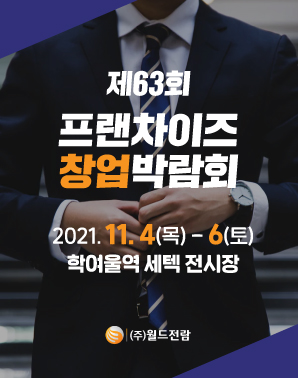 제63회
프랜차이즈
창업박람회
2021. 11. 4(목) - 6(토)
학여울역 세텍 전시장
(주)월드전람